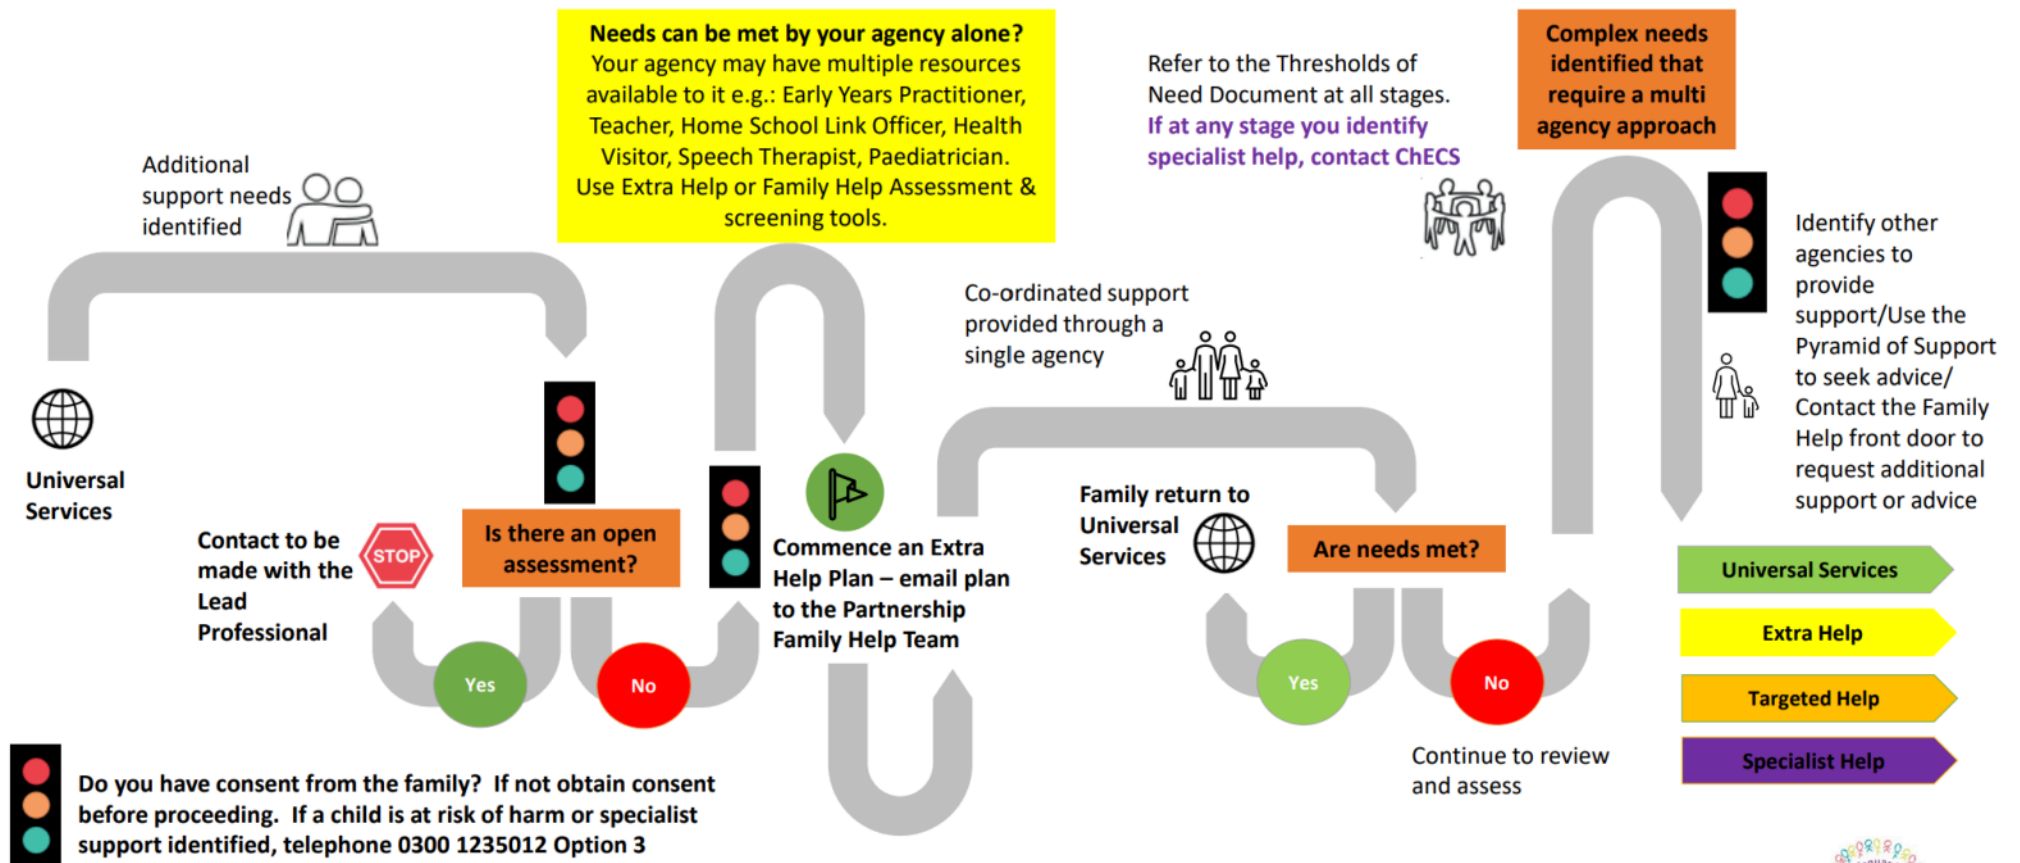 Needs can be met by your agency alone?
Your agency may have multiple resources
available to it e.g.: Early Years Practitioner,
Teacher, Home School Link Officer, Health
Visitor, Speech Therapist, Paediatrician.
Use Extra Help or Family Help Assessment &
screening tools.
Refer to the Thresholds of
Need Document at all stages.
If at any stage you identify
specialist help, contact ChECS
Complex needs
identified that
require a multi
agency approach
Additional
support needs
identified
Identify other
agencies to
provide
support/Use the
Pyramid of Support
to seek advice/
Contact the Family
Help front door to
request additional
support or advice
Co-ordinated support
provided through a
single agency
Universal
Services
Contact to be
made with the
Lead
Professional
STOP
Is there an open
assessment?
Yes
No
Commence an Extra
Help Plan – email plan
to the Partnership
Family Help Team
Family return to
Universal
Services
Are needs met?
Yes
No
Continue to review
and assess
Universal Services
Extra Help
Targeted Help
Specialist Help
Do you have consent from the family? If not obtain consent
before proceeding. If a child is at risk of harm or specialist
support identified, telephone 0300 1235012 Option 3